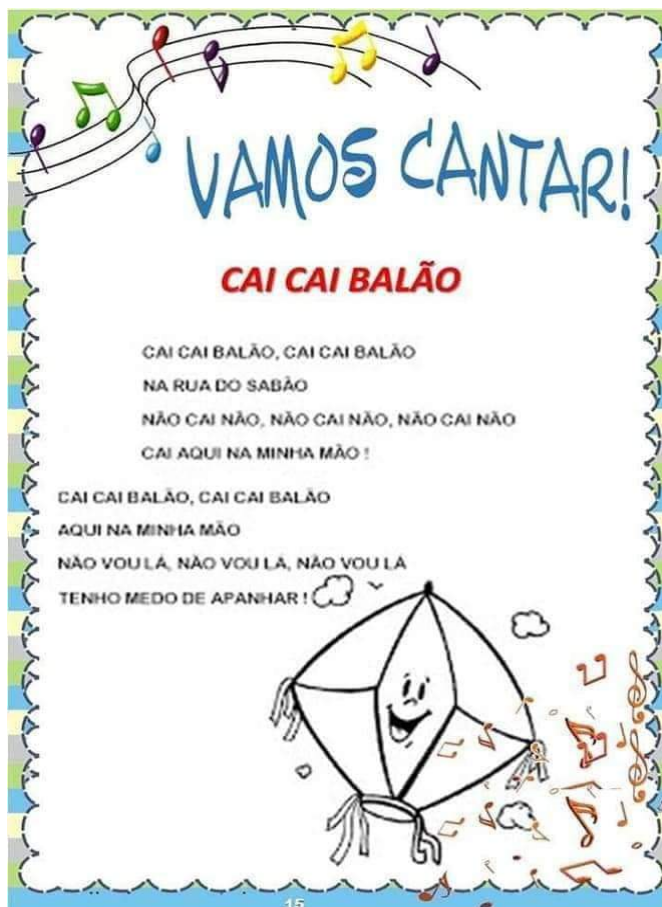 VAMOS CANTAR!
CAI CAI BALÃO
CAI CAI BALÃO, CAI CAI BALÃO
NA RUA DO SABÃO
NÃO CAI NÃO, NÃO CAI NÃO, NÃO CAI NÃO
CAI AQUI NA MINHA MÃO !
CAI CAI BALÃO, CAI CAI BALÃO
AQUI NA MINHA MÃO
NÃO VOU LÁ, NÃO VOU LÁ, NÃO VOU LÁ
TENHO MEDO DE APANHAR !
15